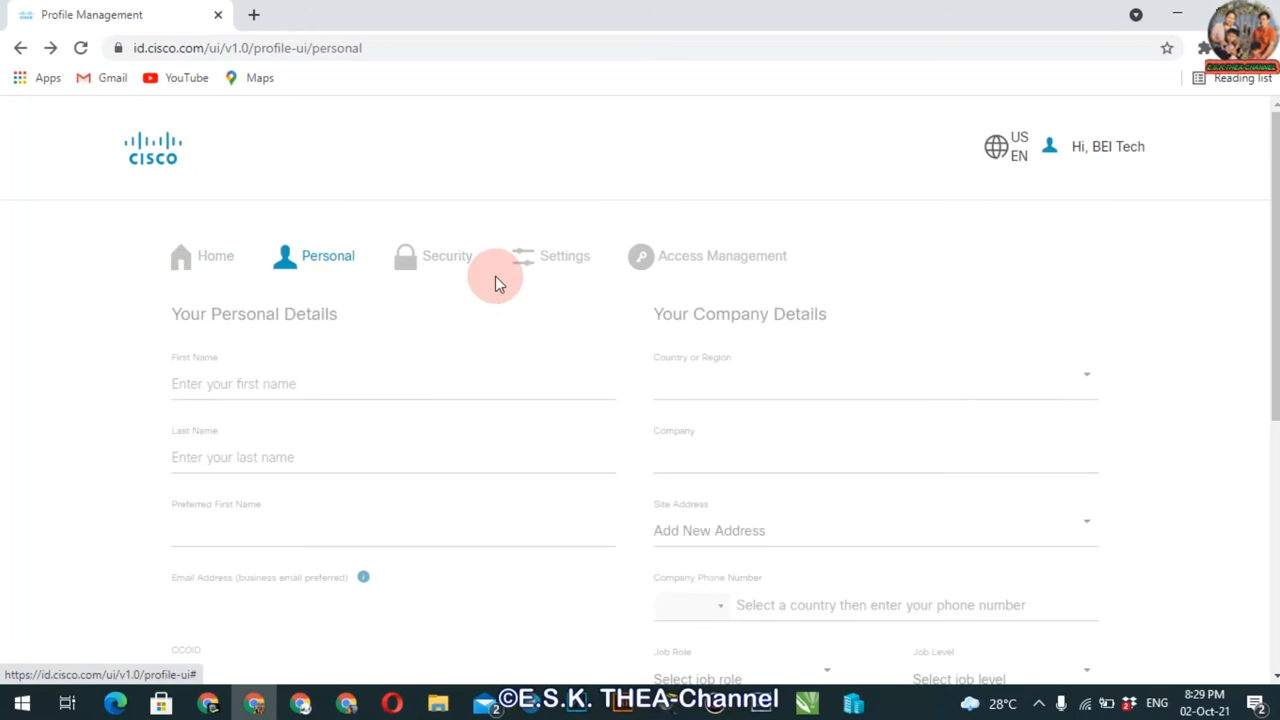 Profile Management
id.cisco.com/ui/v1.0/profile-ui/personal
Apps Gmail YouTube Maps
E.S.K.THEA-CHANNEL
Reading list
CISCO
US
EN
Hi, BEI Tech
Home Personal Security Settings Access Management
Your Personal Details
First Name
Enter your first name
Last Name
Enter your last name
Preferred First Name
Email Address (business email preferred) i
CCOID
Your Company Details
Country or Region
Company
Site Address
Add New Address
Company Phone Number
Select a country then enter your phone number
Job Role
Select job role
Job Level
Select job level
https://id.cisco.com/ui/v1.0/profile-ui#
©E.S.K. THEA-Channel
2
28°C
ENG
8:29 PM
02-Oct-21
2